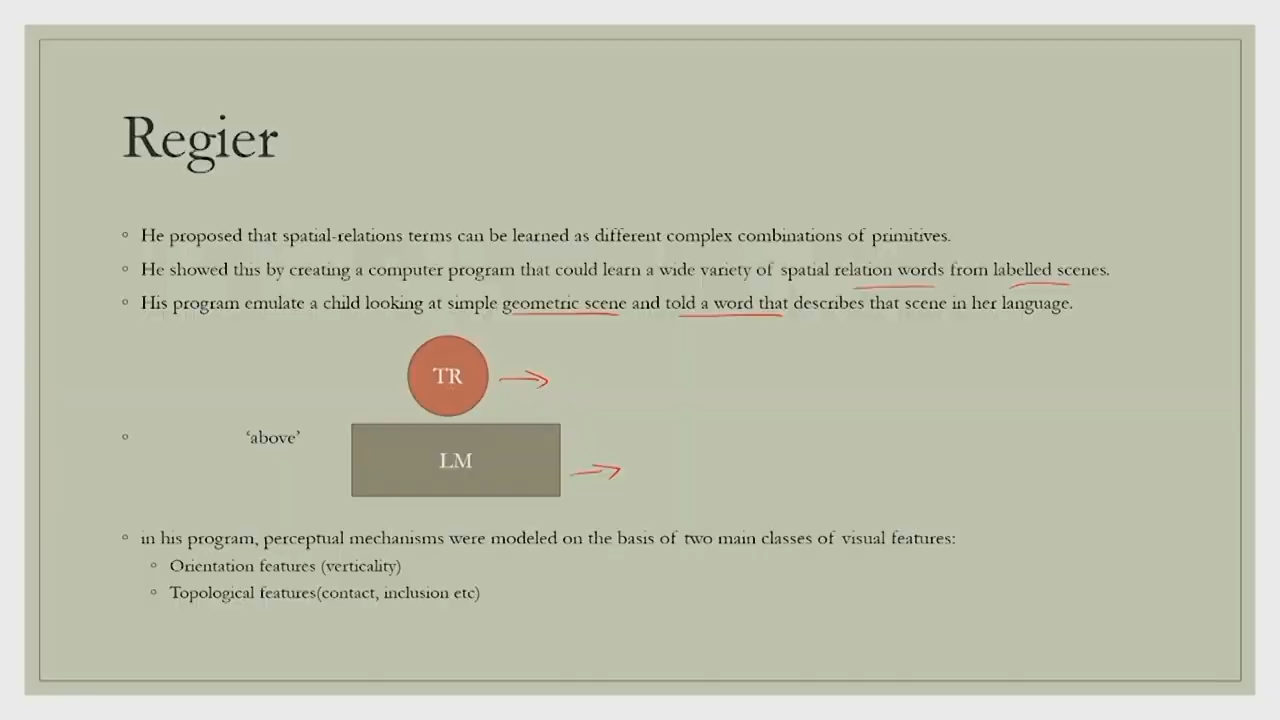 Regier
He proposed that spatial-relations terms can be learned as different complex combinations of primitives.
He showed this by creating a computer program that could learn a wide variety of spatial relation words from labelled scenes.
His program emulate a child looking at simple geometric scene and told a word that describes that scene in her language.
TR
‘above’
LM
in his program, perceptual mechanisms were modeled on the basis of two main classes of visual features:
Orientation features (verticality)
Topological features(contact, inclusion etc)